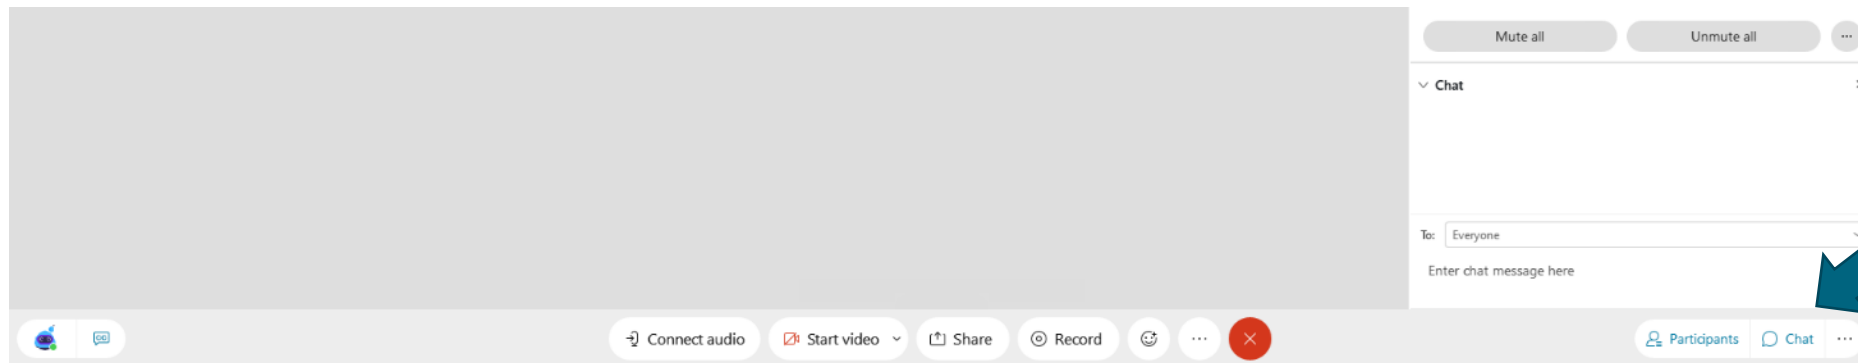 Mute all Unmute all ...
Chat
To: Everyone
Enter chat message here
CC Connect audio Start video Share Record ... Participants Chat ...